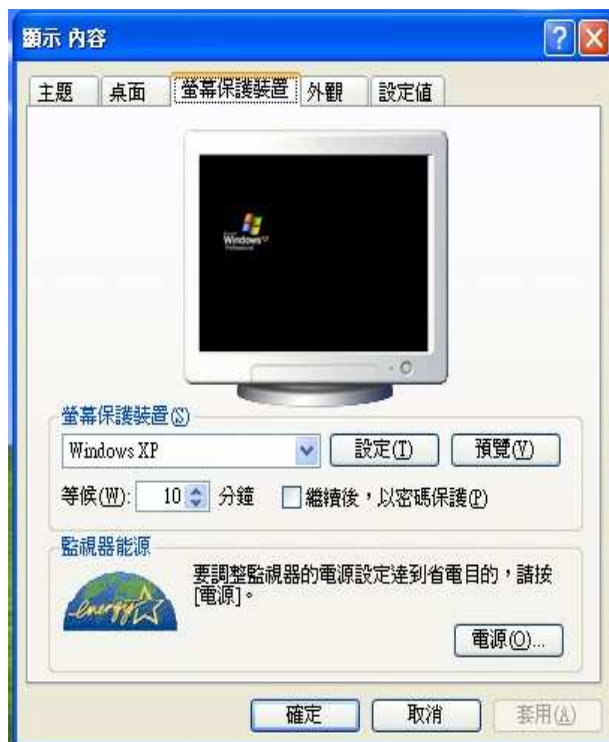 顯示 內容
主題 桌面 螢幕保護裝置 外觀 設定值
Windows XP
螢幕保護裝置(S)
Windows XP 設定(T) 預覽(V)
等候(W): 10 分鐘 繼續後，以密碼保護(P)
監視器能源
要調整監視器的電源設定達到省電目的，請按
[電源]。
energy
電源(O)...
確定 取消 套用(A)